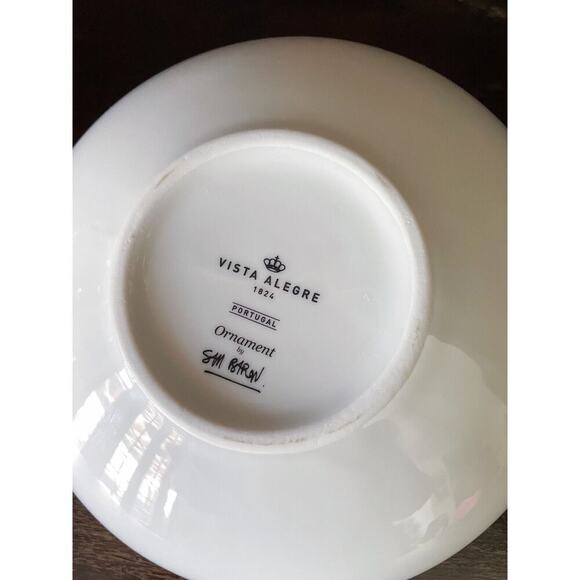 VISTA ALEGRE
1824
PORTUGAL
Ornament
by
SAM BARON.